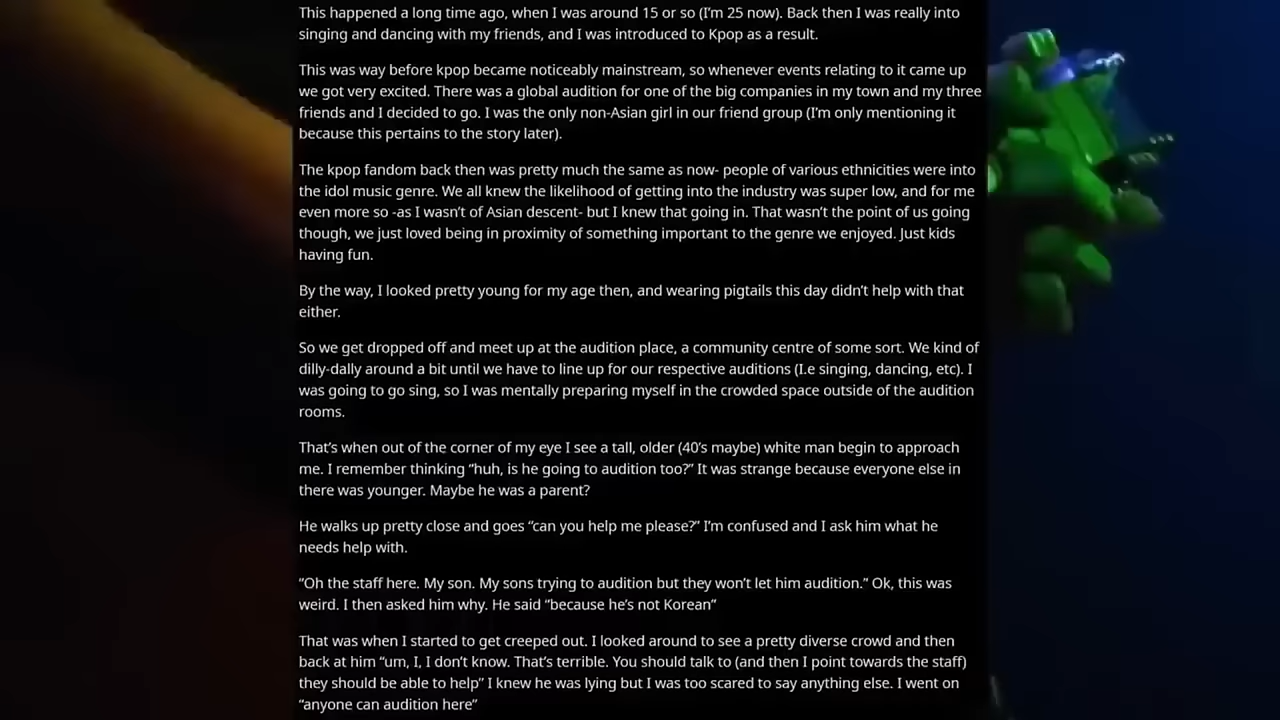 This happened a long time ago, when I was around 15 or so (I'm 25 now). Back then I was really into
singing and dancing with my friends, and I was introduced to Kpop as a result.
This was way before kpop became noticeably mainstream, so whenever events relating to it came up
we got very excited. There was a global audition for one of the big companies in my town and my three
friends and I decided to go. I was the only non-Asian girl in our friend group (I'm only mentioning it
because this pertains to the story later).
The kpop fandom back then was pretty much the same as now- people of various ethnicities were into
the idol music genre. We all knew the likelihood of getting into the industry was super low, and for me
even more so -as I wasn't of Asian descent- but I knew that going in. That wasn't the point of us going
though, we just loved being in proximity of something important to the genre we enjoyed. Just kids
having fun.
By the way, I looked pretty young for my age then, and wearing pigtails this day didn't help with that
either.
So we get dropped off and meet up at the audition place, a community centre of some sort. We kind of
dilly-dally around a bit until we have to line up for our respective auditions (I.e singing, dancing, etc). I
was going to go sing, so I was mentally preparing myself in the crowded space outside of the audition
rooms.
That's when out of the corner of my eye I see a tall, older (40's maybe) white man begin to approach
me. I remember thinking "huh, is he going to audition too?" It was strange because everyone else in
there was younger. Maybe he was a parent?
He walks up pretty close and goes "can you help me please?" I'm confused and I ask him what he
needs help with.
"Oh the staff here. My son. My sons trying to audition but they won't let him audition." Ok, this was
weird. I then asked him why. He said "because he's not Korean"
That was when I started to get creeped out. I looked around to see a pretty diverse crowd and then
back at him "um, I, I don't know. That's terrible. You should talk to (and then I point towards the staff)
they should be able to help" I knew he was lying but I was too scared to say anything else. I went on
"anyone can audition here"